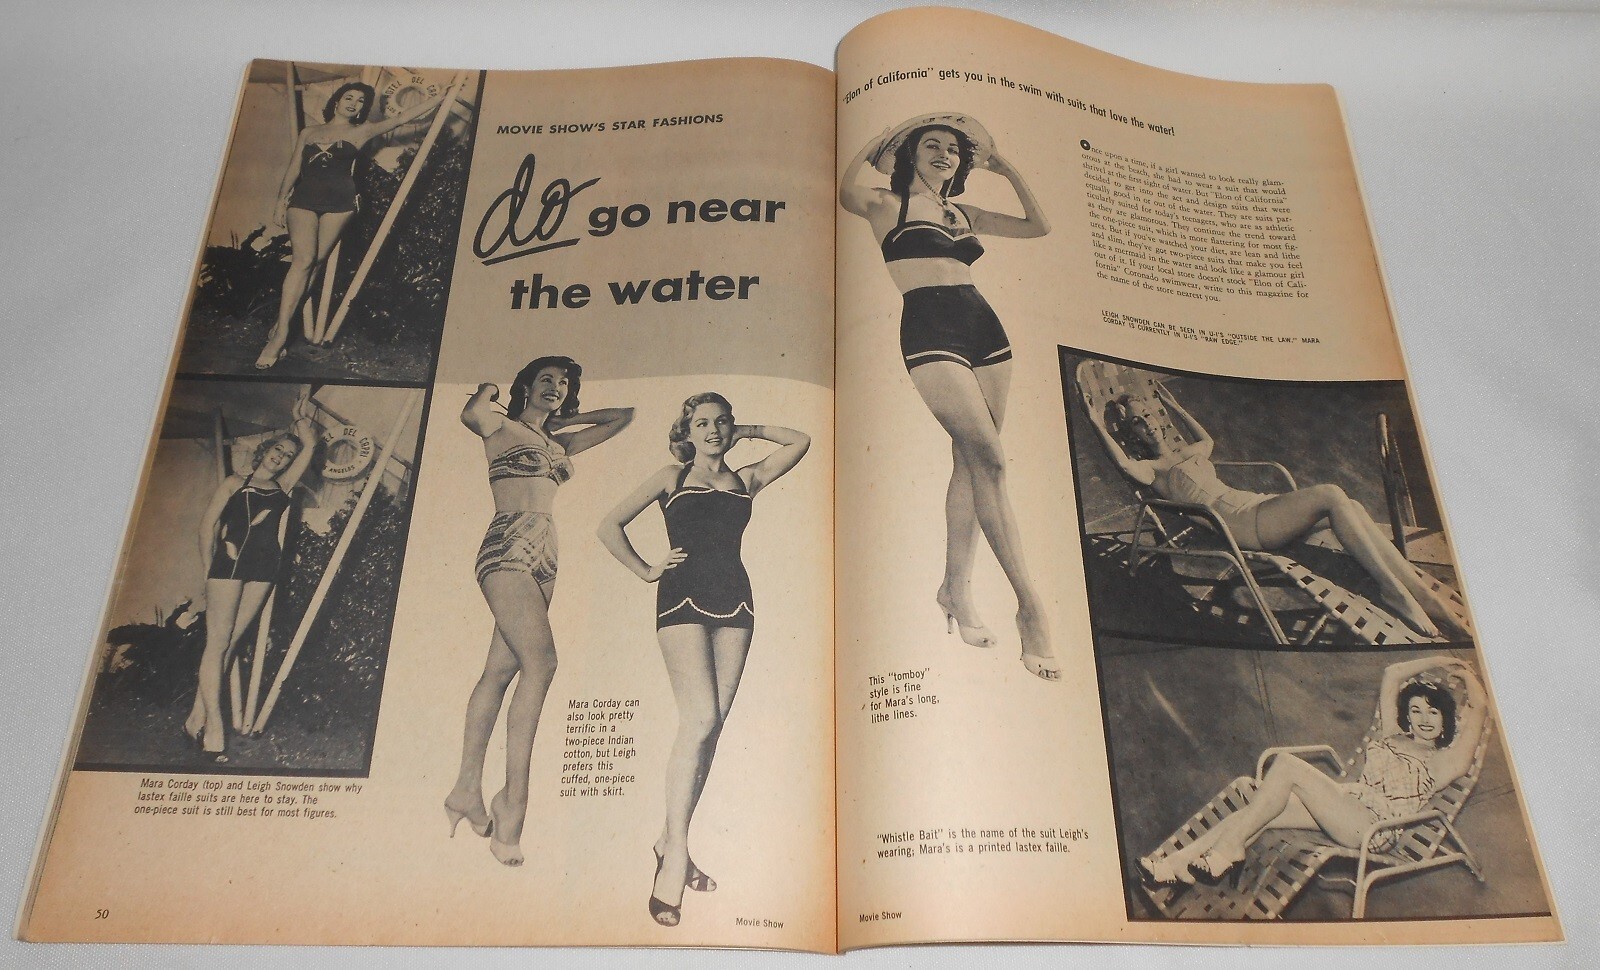 HOTEL DEL CAPRI
MOVIE SHOW'S STAR FASHIONS
do go near
the water
DEL CAPRI
ANGELES
Mara Corday (top) and Leigh Snowden show why
lastex faille suits are here to stay. The
one-piece suit is still best for most figures.
Mara Corday can
also look pretty
terrific in a
two-piece Indian
cotton, but Leigh
prefers this
cuffed, one-piece
suit with skirt.
50
Movie Show
"Elon of California" gets you in the swim with suits that love the water!
Once upon a time, if a girl wanted to look really glam-
orous at the beach, she had to wear a suit that would
shrivel at the first sight of water. But "Elon of California"
decided to get into the act and design suits that were
equally good in or out of the water. They are suits par-
ticularly suited for today's teenagers, who are as athletic
as they are glamorous. They continue the trend toward
the one-piece suit, which is more flattering for most fig-
ures. But if you've watched your diet, are lean and lithe
and slim, they've got two-piece suits that make you feel
like a mermaid in the water and look like a glamour girl
out of it. If your local store doesn't stock "Elon of Cali-
fornia" Coronado swimwear, write to this magazine for
the name of the store nearest you.
LEIGH SNOWDEN CAN BE SEEN IN U-I'S "OUTSIDE THE LAW." MARA
CORDAY IS CURRENTLY IN U-I'S "RAW EDGE."
This "tomboy"
style is fine
for Mara's long,
lithe lines.
"Whistle Bait" is the name of the suit Leigh's
wearing; Mara's is a printed lastex faille.
Movie Show